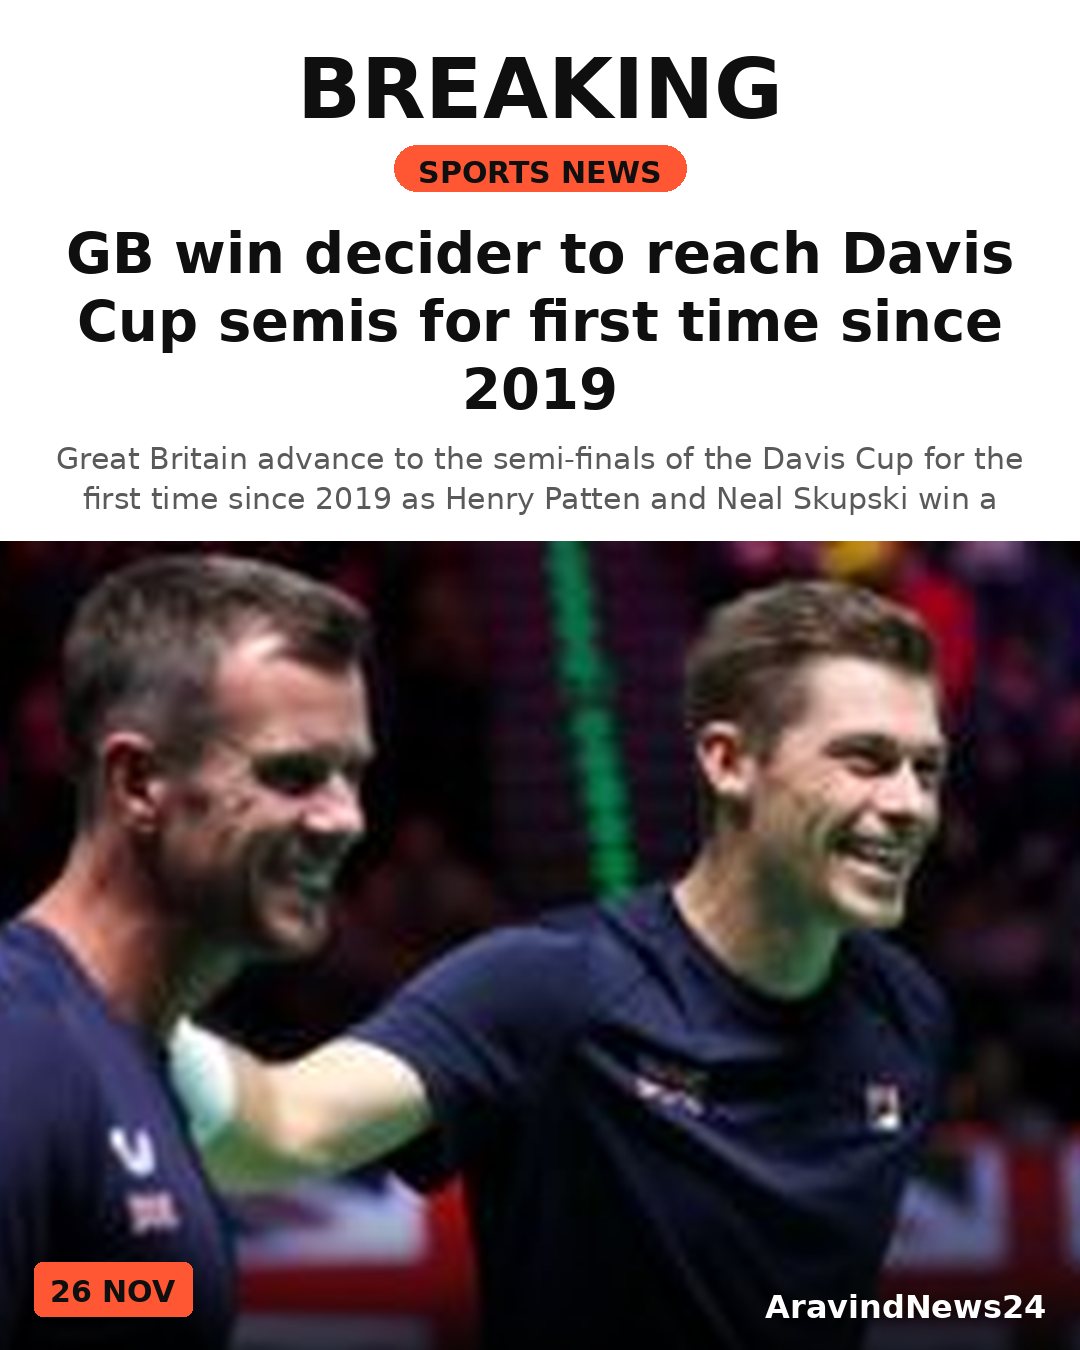 BREAKING
SPORTS NEWS
GB win decider to reach Davis
Cup semis for first time since
2019
Great Britain advance to the semi-finals of the Davis Cup for the
first time since 2019 as Henry Patten and Neal Skupski win a
26 NOV
AravindNews24